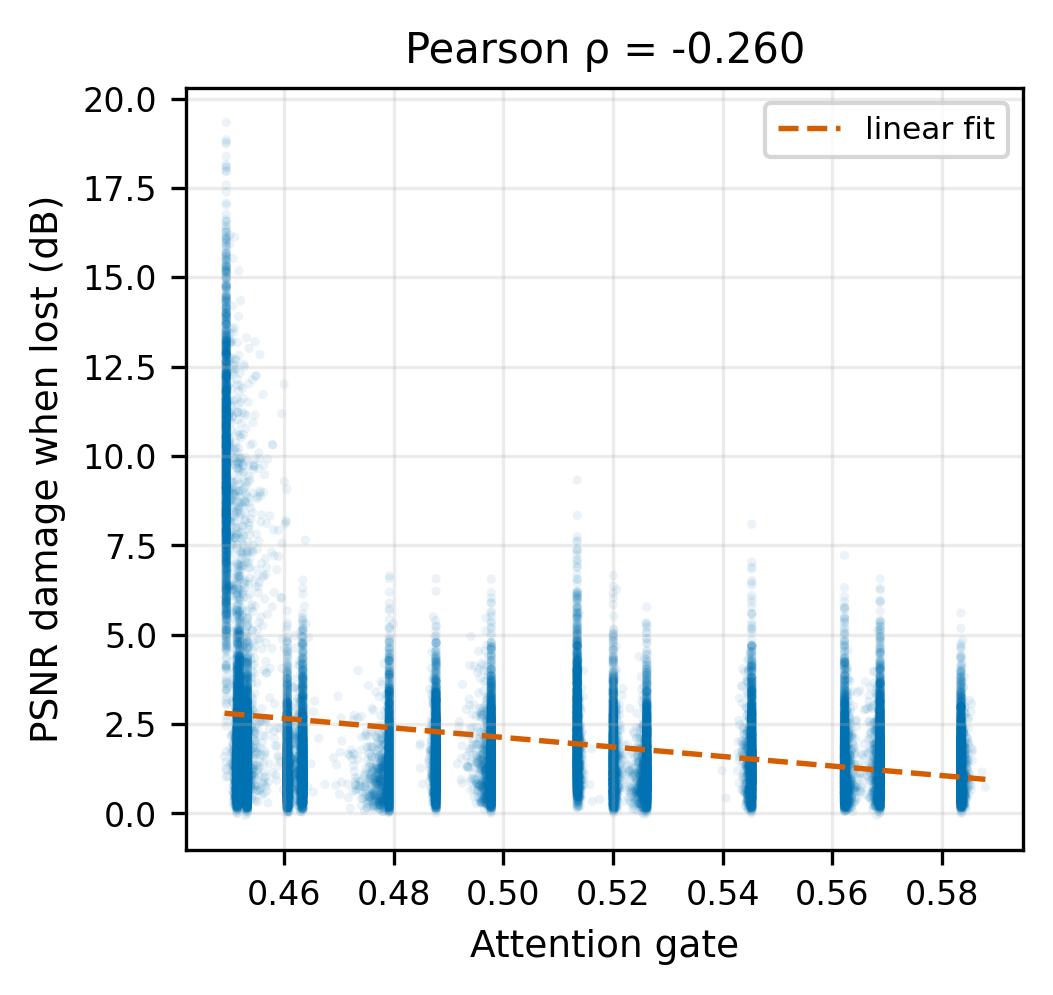 Pearson ρ = -0.260
20.0
17.5
15.0
12.5
10.0
7.5
5.0
2.5
0.0
PSNR damage when lost (dB)
linear fit
0.46 0.48 0.50 0.52 0.54 0.56 0.58
Attention gate